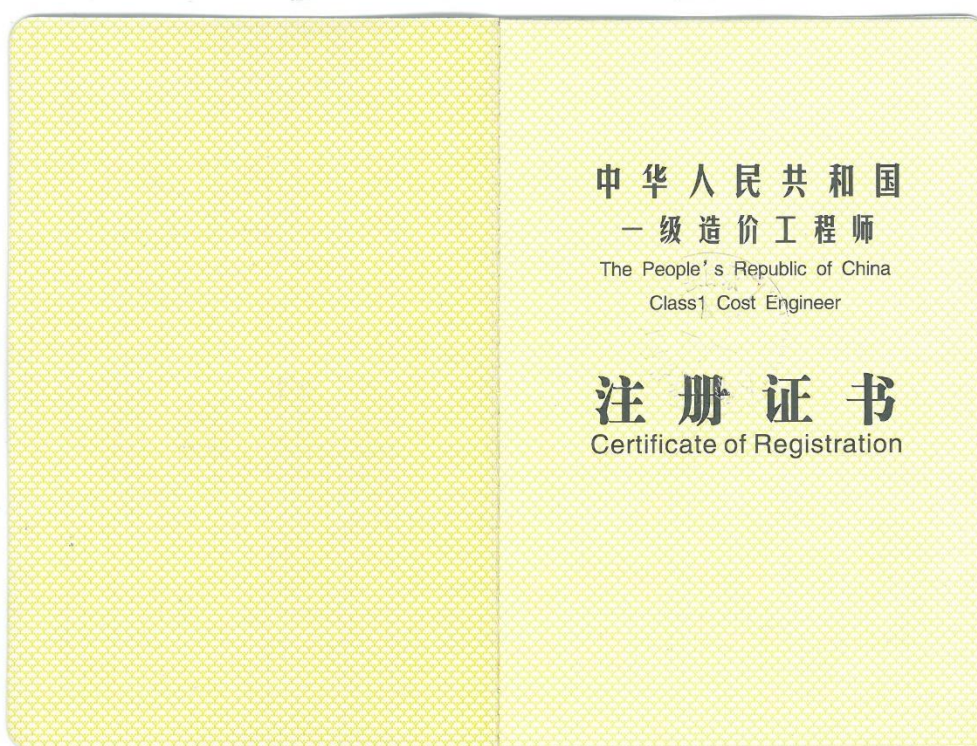 中华人民共和国
一级造价工程师
The People's Republic of China
Class1 Cost Engineer
注册证书
Certificate of Registration